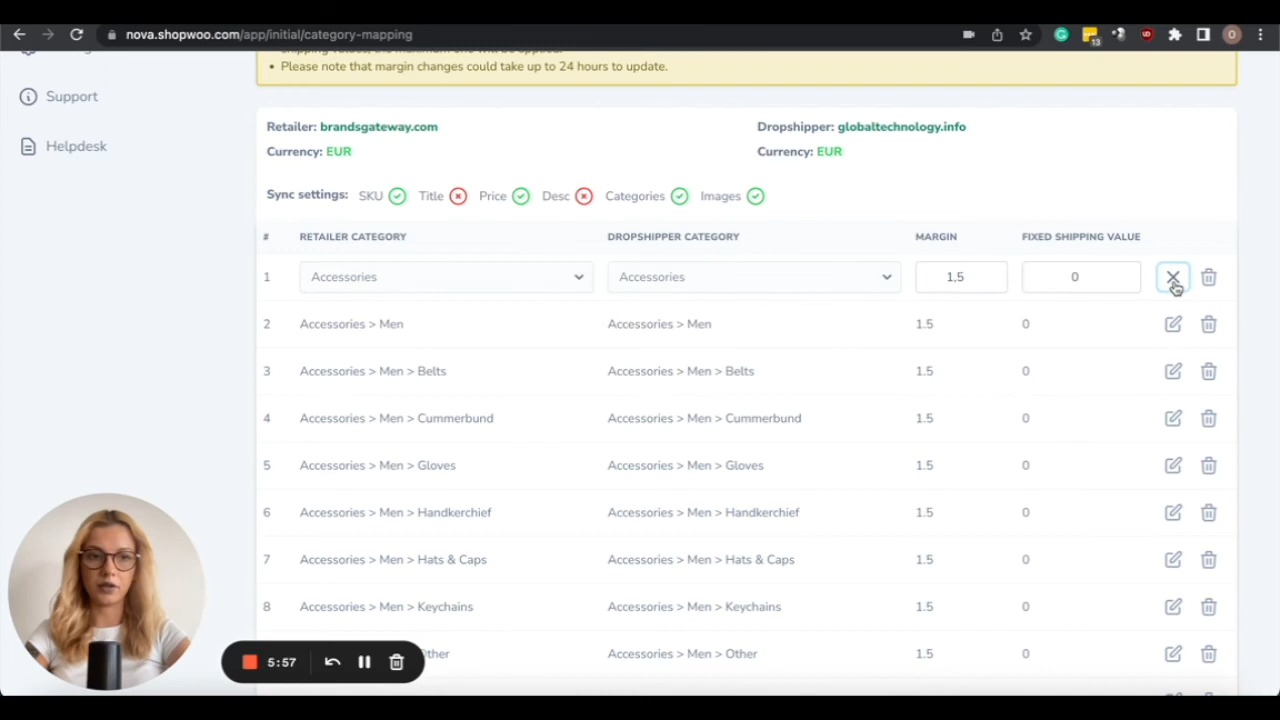 nova.shopwoo.com/app/initial/category-mapping
13
• Please note that margin changes could take up to 24 hours to update.
Support
Helpdesk
Retailer: brandsgateway.com
Currency: EUR
Dropshipper: globaltechnology.info
Currency: EUR
Sync settings: SKU Title Price Desc Categories Images
# RETAILER CATEGORY DROPSHIPPER CATEGORY MARGIN FIXED SHIPPING VALUE
1 Accessories Accessories 1,5 0
2 Accessories > Men Accessories > Men 1.5 0
3 Accessories > Men > Belts Accessories > Men > Belts 1.5 0
4 Accessories > Men > Cummerbund Accessories > Men > Cummerbund 1.5 0
5 Accessories > Men > Gloves Accessories > Men > Gloves 1.5 0
6 Accessories > Men > Handkerchief Accessories > Men > Handkerchief 1.5 0
7 Accessories > Men > Hats & Caps Accessories > Men > Hats & Caps 1.5 0
8 Accessories > Men > Keychains Accessories > Men > Keychains 1.5 0
Other Accessories > Men > Other 1.5 0
5:57